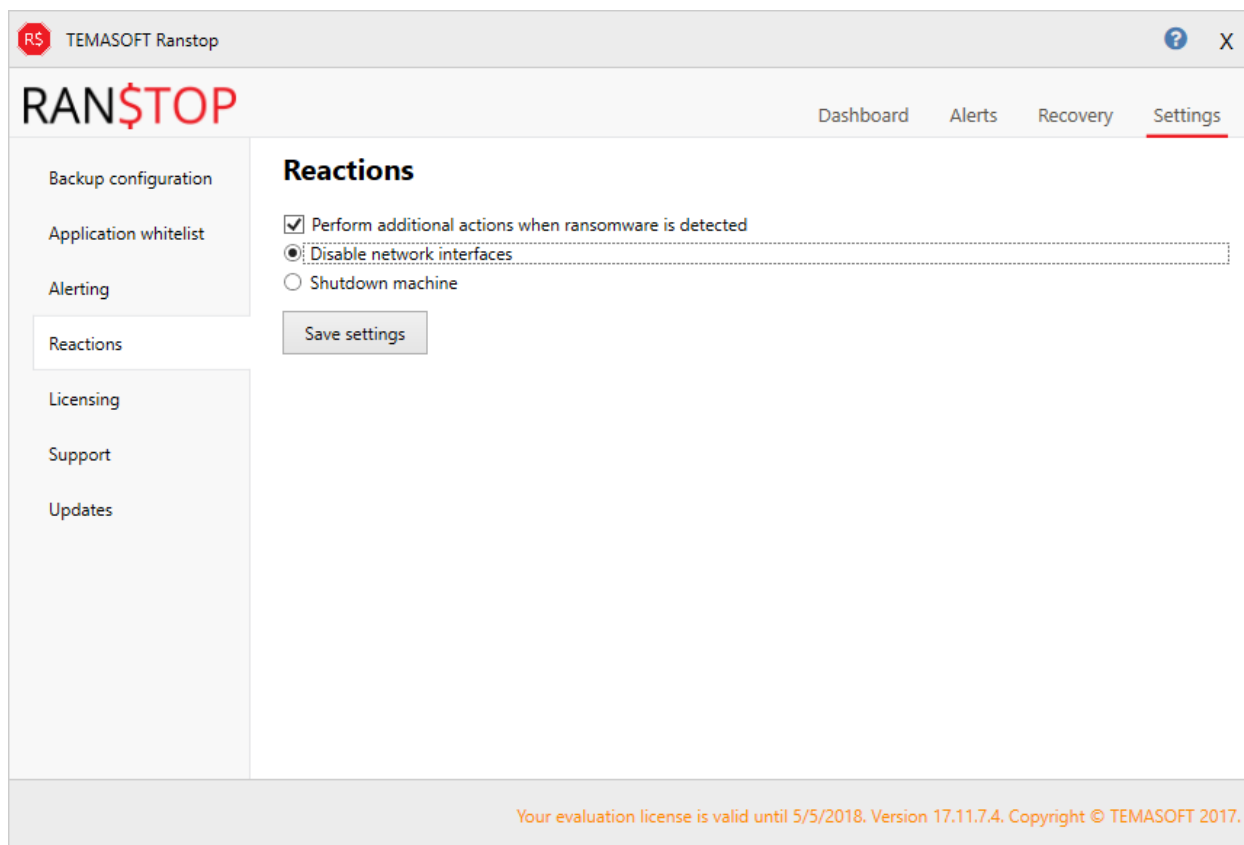 R$ TEMASOFT Ranstop ? X
RAN$TOP
Dashboard Alerts Recovery Settings
Backup configuration
Application whitelist
Alerting
Reactions
Licensing
Support
Updates
Reactions
Perform additional actions when ransomware is detected
Disable network interfaces
Shutdown machine
Save settings
Your evaluation license is valid until 5/5/2018. Version 17.11.7.4. Copyright © TEMASOFT 2017.